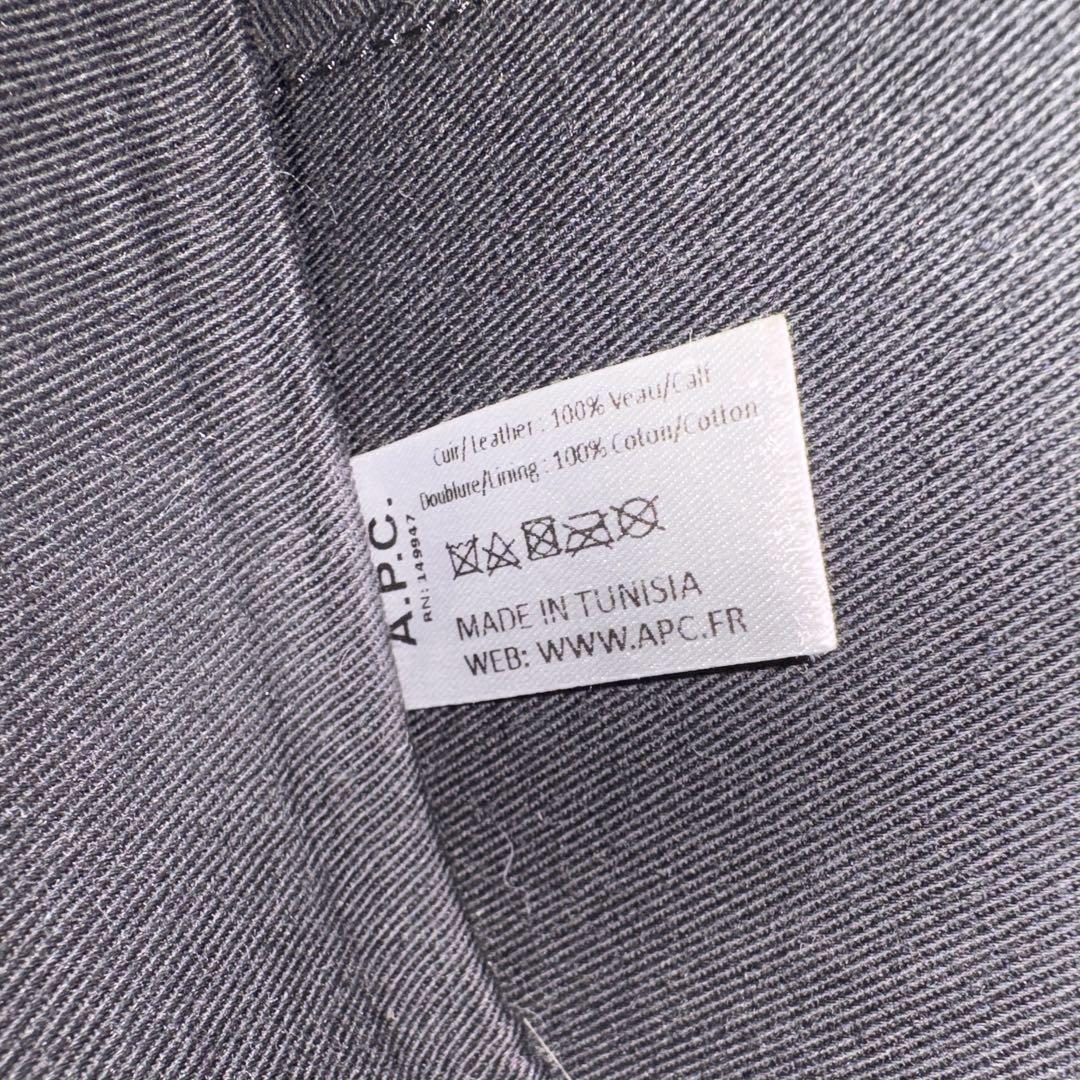 Cuir/Leather : 100% Veau/Calf
Doublure/Lining : 100% Coton/Cotton
MADE IN TUNISIA
WEB: WWW.APC.FR
A.P.C.
RN: 149947